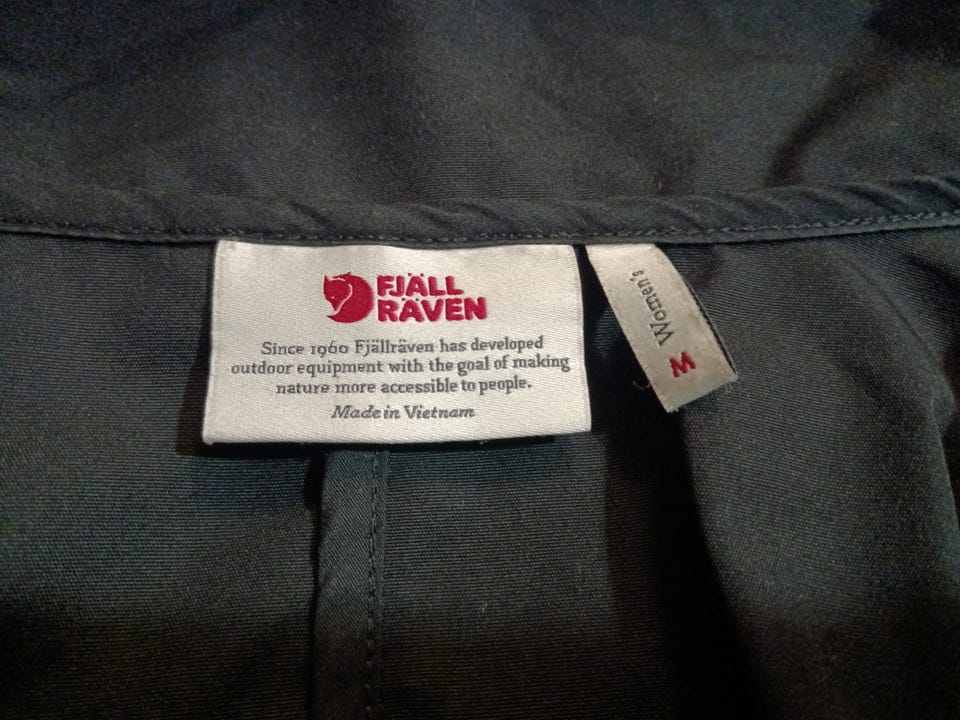 FJÄLL
RÄVEN
Since 1960 Fjällräven has developed
outdoor equipment with the goal of making
nature more accessible to people.
Made in Vietnam
Women's
M